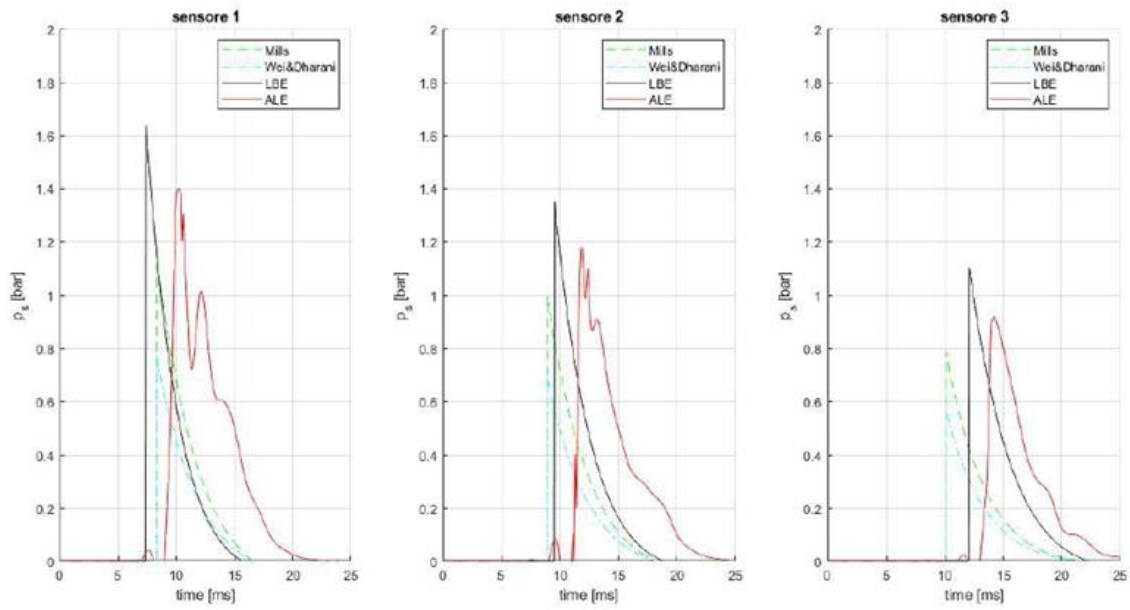 sensore 1
2
1.8
1.6
1.4
1.2
1
0.8
0.6
0.4
0.2
0
p_s [bar]
Mills
Wei&Dharani
LBE
ALE
0 5 10 15 20 25
time [ms]
sensore 2
2
1.8
1.6
1.4
1.2
1
0.8
0.6
0.4
0.2
0
p_s [bar]
Mills
Wei&Dharani
LBE
ALE
0 5 10 15 20 25
time [ms]
sensore 3
2
1.8
1.6
1.4
1.2
1
0.8
0.6
0.4
0.2
0
p_s [bar]
Mills
Wei&Dharani
LBE
ALE
0 5 10 15 20 25
time [ms]